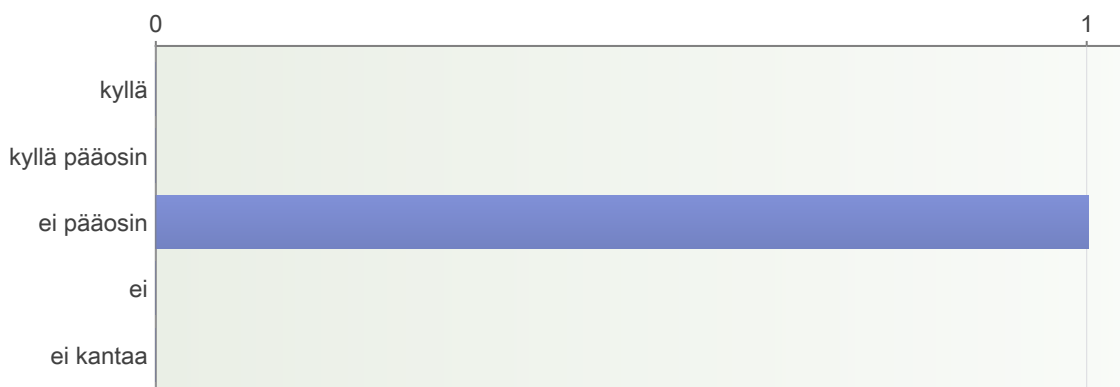 0 1
kyllä
kyllä pääosin
ei pääosin
ei
ei kantaa